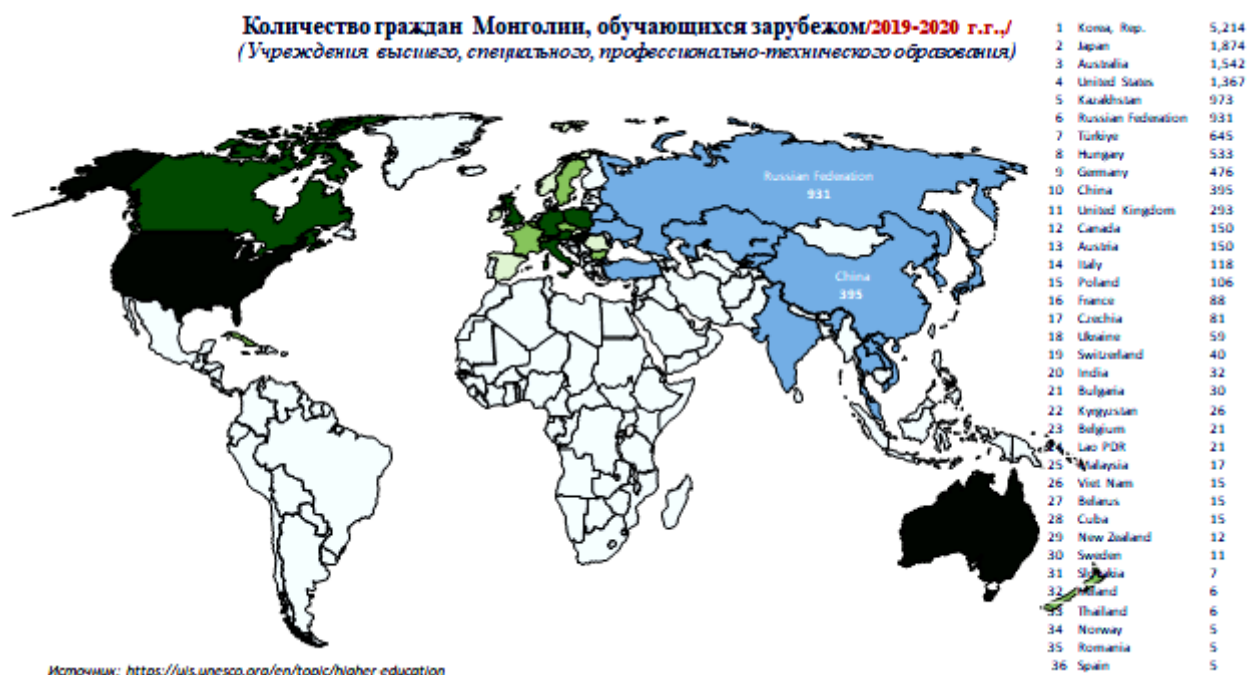 Количество граждан Монголии, обучающихся зарубежом/2019-2020 г.г.,/
(Учреждения высшего, специального, профессионально-технического образования)
Russian Federation
931
China
395
1 Korea, Rep. 5,214
2 Japan 1,874
3 Australia 1,542
4 United States 1,367
5 Kazakhstan 973
6 Russian Federation 931
7 Türkiye 645
8 Hungary 533
9 Germany 476
10 China 395
11 United Kingdom 293
12 Canada 150
13 Austria 150
14 Italy 118
15 Poland 106
16 France 88
17 Czechia 81
18 Ukraine 59
19 Switzerland 40
20 India 32
21 Bulgaria 30
22 Kyrgyzstan 26
23 Belgium 21
24 Lao PDR 21
25 Malaysia 17
26 Viet Nam 15
27 Belarus 15
28 Cuba 15
29 New Zealand 12
30 Sweden 11
31 Slovakia 7
32 6
33 Thailand 6
34 Norway 5
35 Romania 5
36 Spain 5
Источник: https://uis.unesco.org/en/topic/higher-education